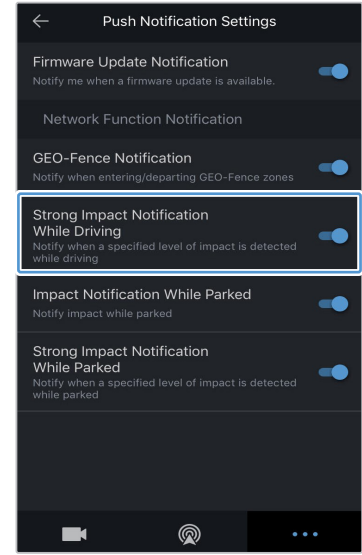 Push Notification Settings
Firmware Update Notification
Notify me when a firmware update is available.
Network Function Notification
GEO-Fence Notification
Notify when entering/departing GEO-Fence zones
Strong Impact Notification
While Driving
Notify when a specified level of impact is detected
while driving
Impact Notification While Parked
Notify impact while parked
Strong Impact Notification
While Parked
Notify when a specified level of impact is detected
while parked